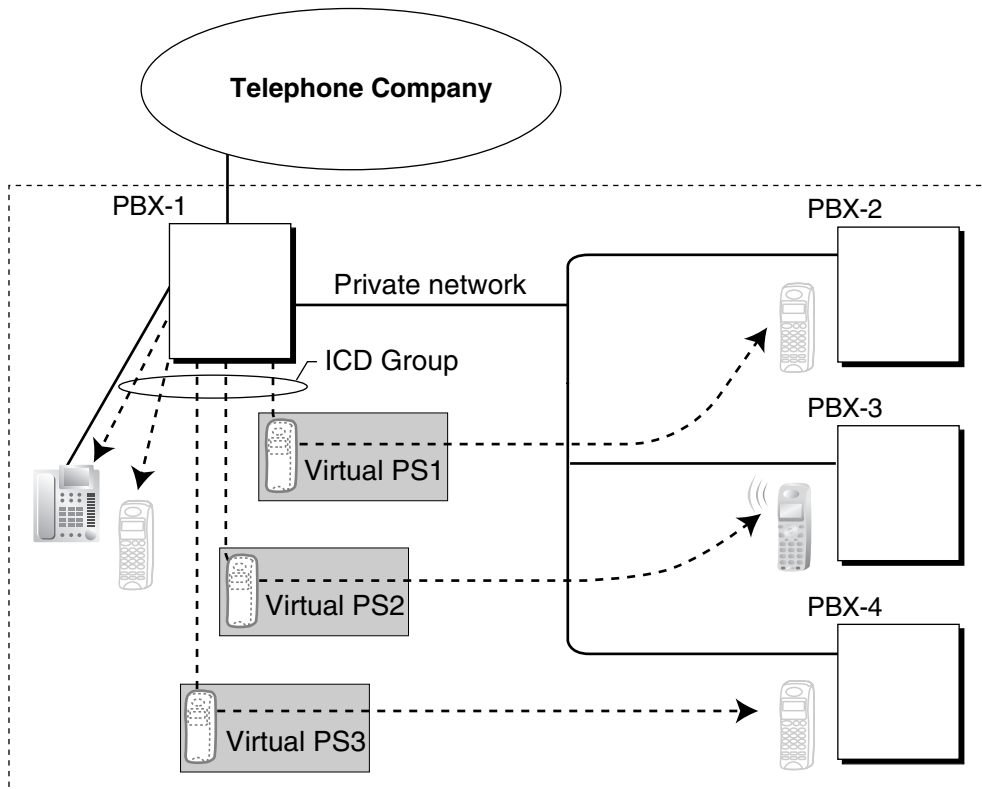 Telephone Company
PBX-1
PBX-2
Private network
ICD Group
PBX-3
Virtual PS1
Virtual PS2
PBX-4
Virtual PS3